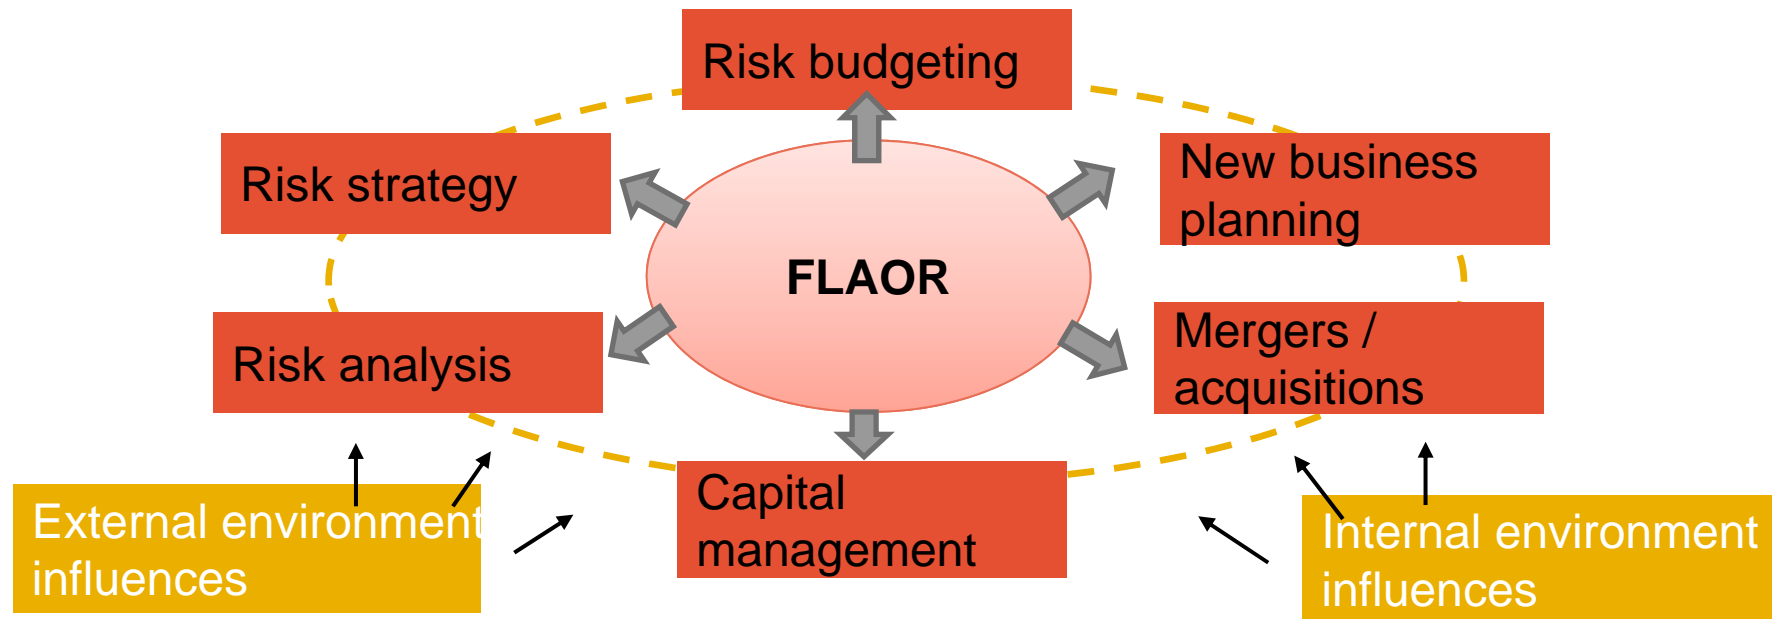 Risk budgeting
Risk strategy
New business
planning
FLAOR
Risk analysis
Mergers /
acquisitions
Capital
management
External environment
influences
Internal environment
influences